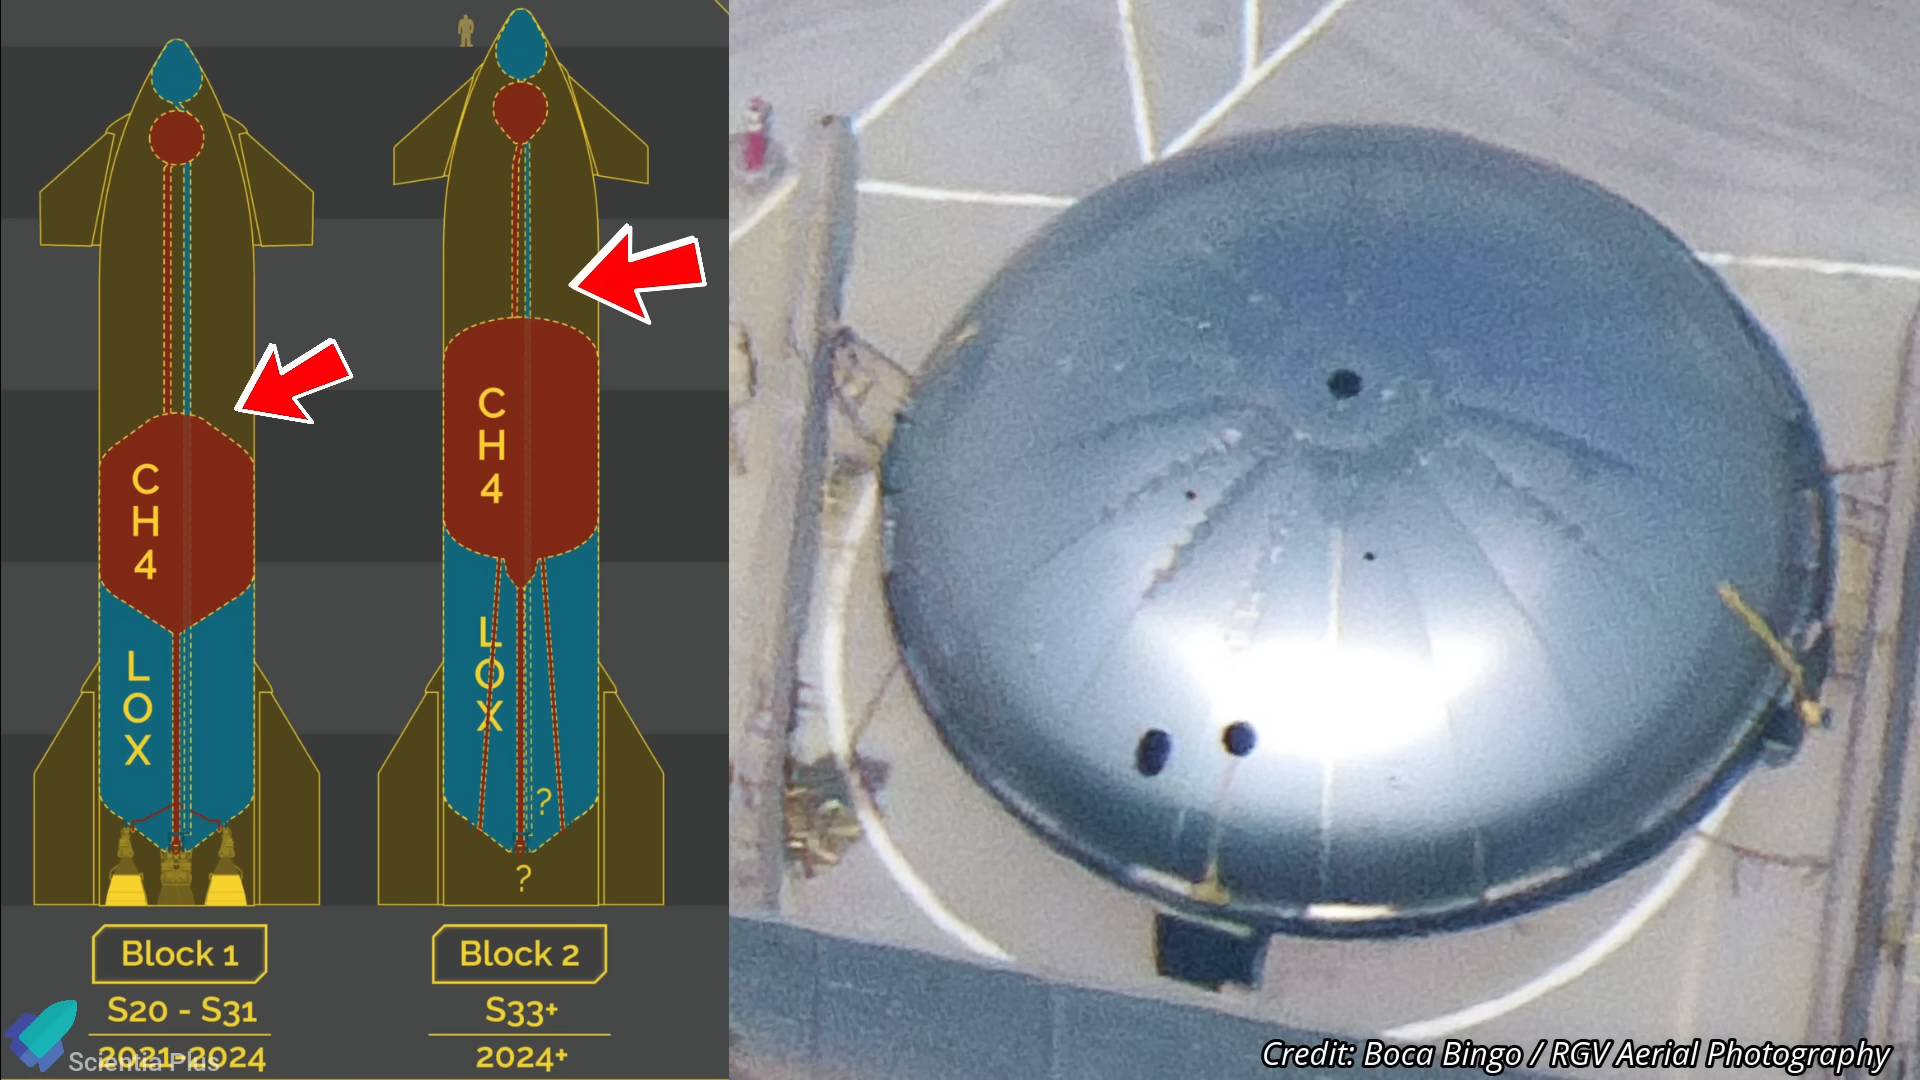 C
H
4
L
O
X
C
H
4
L
O
X
?
?
Block 1
S20 - S31
2021-2024
Block 2
S33+
2024+
Scientia Plus
Credit: Boca Bingo / RGV Aerial Photography